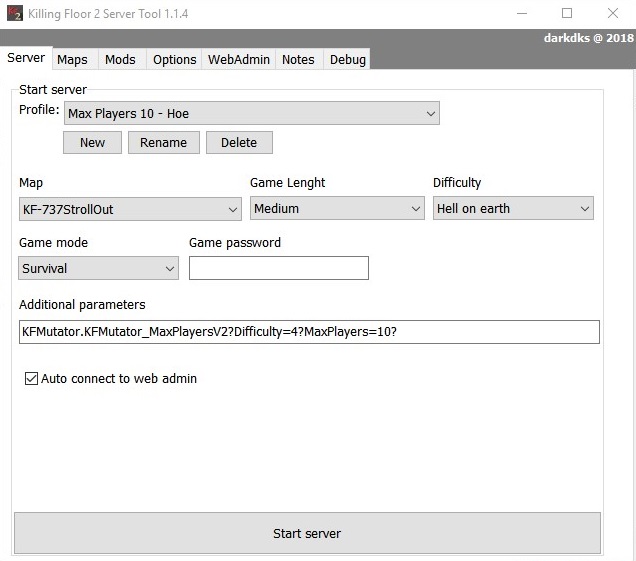 Killing Floor 2 Server Tool 1.1.4
darkdks @ 2018
Server Maps Mods Options WebAdmin Notes Debug
Start server
Profile: Max Players 10 - Hoe
New Rename Delete
Map Game Lenght Difficulty
KF-737StrollOut Medium Hell on earth
Game mode Game password
Survival
Additional parameters
KFMutator.KFMutator_MaxPlayersV2?Difficulty=4?MaxPlayers=10?
Auto connect to web admin
Start server